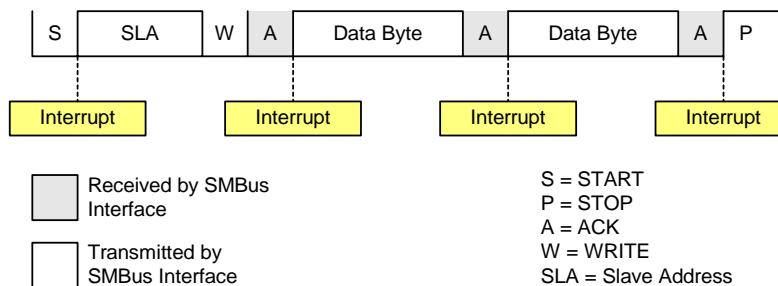 S SLA W A Data Byte A Data Byte A P
Interrupt Interrupt Interrupt Interrupt
Received by SMBus
Interface
Transmitted by
SMBus Interface
S = START
P = STOP
A = ACK
W = WRITE
SLA = Slave Address